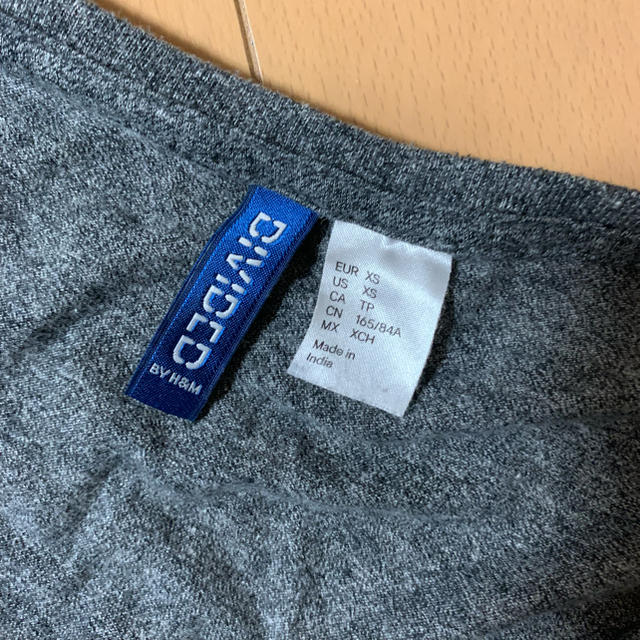 DIVIDED
BY H&M
EUR XS
US XS
CA TP
CN 165/84A
MX XCH
Made in
India